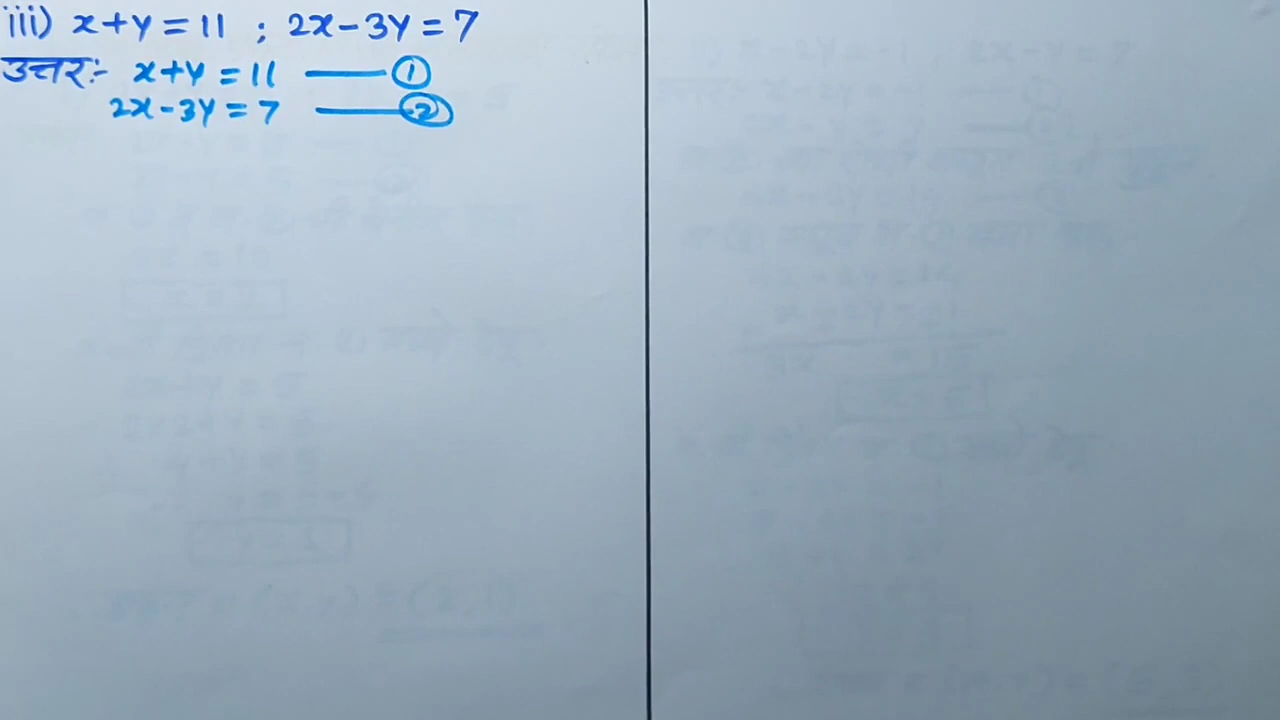 iii) x+y=11 ; 2x-3y=7
उत्तर:- x+y=11 —— ①
2x-3y=7 —— ②